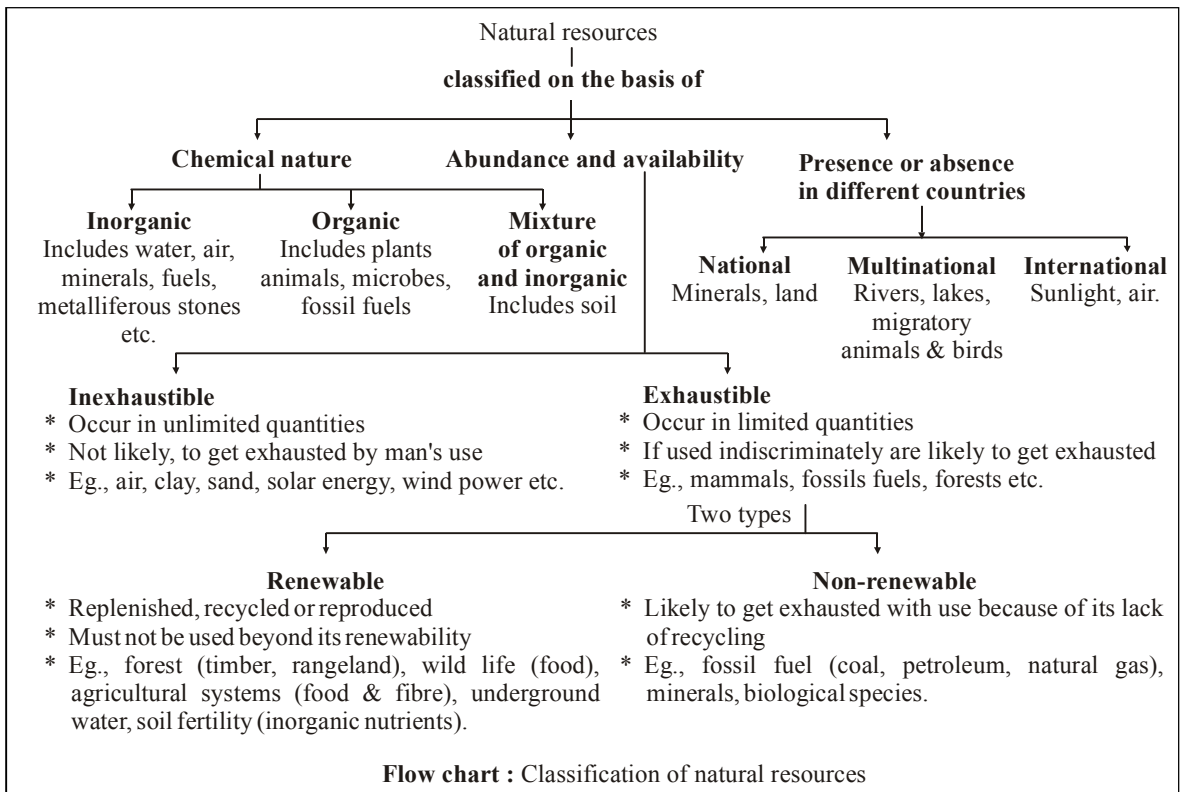 Natural resources
classified on the basis of
Chemical nature
Abundance and availability
Presence or absence
in different countries
Inorganic
Includes water, air,
minerals, fuels,
metalliferous stones
etc.
Organic
Includes plants
animals, microbes,
fossil fuels
Mixture
of organic
and inorganic
Includes soil
National
Minerals, land
Multinational
Rivers, lakes,
migratory
animals & birds
International
Sunlight, air.
Inexhaustible
* Occur in unlimited quantities
* Not likely, to get exhausted by man's use
* Eg., air, clay, sand, solar energy, wind power etc.
Exhaustible
* Occur in limited quantities
* If used indiscriminately are likely to get exhausted
* Eg., mammals, fossils fuels, forests etc.
Two types
Renewable
* Replenished, recycled or reproduced
* Must not be used beyond its renewability
* Eg., forest (timber, rangeland), wild life (food),
agricultural systems (food & fibre), underground
water, soil fertility (inorganic nutrients).
Non-renewable
* Likely to get exhausted with use because of its lack
of recycling
* Eg., fossil fuel (coal, petroleum, natural gas),
minerals, biological species.
Flow chart : Classification of natural resources